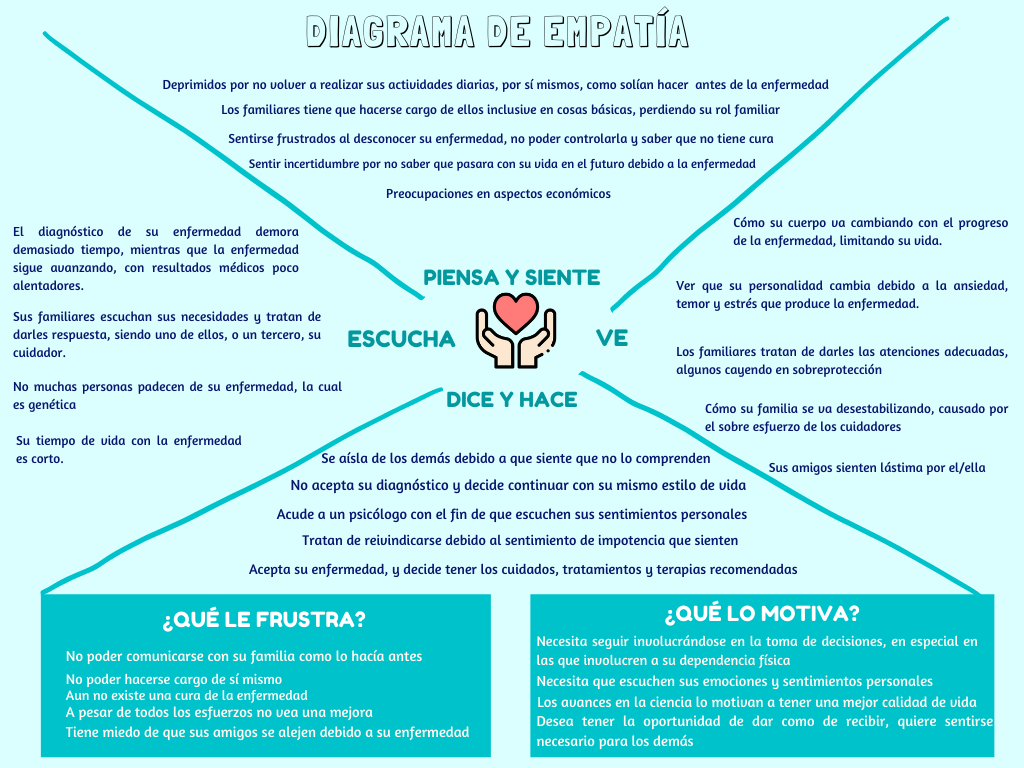 DIAGRAMA DE EMPATÍA
Deprimidos por no volver a realizar sus actividades diarias, por sí mismos, como solían hacer antes de la enfermedad
Los familiares tiene que hacerse cargo de ellos inclusive en cosas básicas, perdiendo su rol familiar
Sentirse frustrados al desconocer su enfermedad, no poder controlarla y saber que no tiene cura
Sentir incertidumbre por no saber que pasara con su vida en el futuro debido a la enfermedad
Preocupaciones en aspectos económicos
PIENSA Y SIENTE
El diagnóstico de su enfermedad demora
demasiado tiempo, mientras que la enfermedad
sigue avanzando, con resultados médicos poco
alentadores.
Sus familiares escuchan sus necesidades y tratan de
darles respuesta, siendo uno de ellos, o un tercero, su
cuidador.
No muchas personas padecen de su enfermedad, la cual
es genética
Su tiempo de vida con la enfermedad
es corto.
ESCUCHA
VE
Cómo su cuerpo va cambiando con el progreso
de la enfermedad, limitando su vida.
Ver que su personalidad cambia debido a la ansiedad,
temor y estrés que produce la enfermedad.
Los familiares tratan de darles las atenciones adecuadas,
algunos cayendo en sobreprotección
Cómo su familia se va desestabilizando, causado por
el sobre esfuerzo de los cuidadores
Sus amigos sienten lástima por el/ella
DICE Y HACE
Se aísla de los demás debido a que siente que no lo comprenden
No acepta su diagnóstico y decide continuar con su mismo estilo de vida
Acude a un psicólogo con el fin de que escuchen sus sentimientos personales
Tratan de reivindicarse debido al sentimiento de impotencia que sienten
Acepta su enfermedad, y decide tener los cuidados, tratamientos y terapias recomendadas
¿QUÉ LE FRUSTRA?
No poder comunicarse con su familia como lo hacía antes
No poder hacerse cargo de sí mismo
Aun no existe una cura de la enfermedad
A pesar de todos los esfuerzos no vea una mejora
Tiene miedo de que sus amigos se alejen debido a su enfermedad
¿QUÉ LO MOTIVA?
Necesita seguir involucrándose en la toma de decisiones, en especial en
las que involucren a su dependencia física
Necesita que escuchen sus emociones y sentimientos personales
Los avances en la ciencia lo motivan a tener una mejor calidad de vida
Desea tener la oportunidad de dar como de recibir, quiere sentirse
necesario para los demás